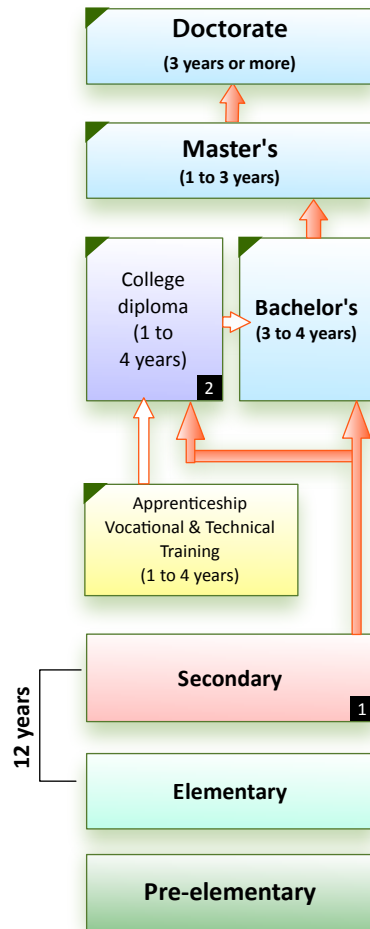 Doctorate
(3 years or more)
Master's
(1 to 3 years)
College
diploma
(1 to
4 years)
2
Bachelor's
(3 to 4 years)
Apprenticeship
Vocational & Technical
Training
(1 to 4 years)
Secondary
1
12 years
Elementary
Pre-elementary